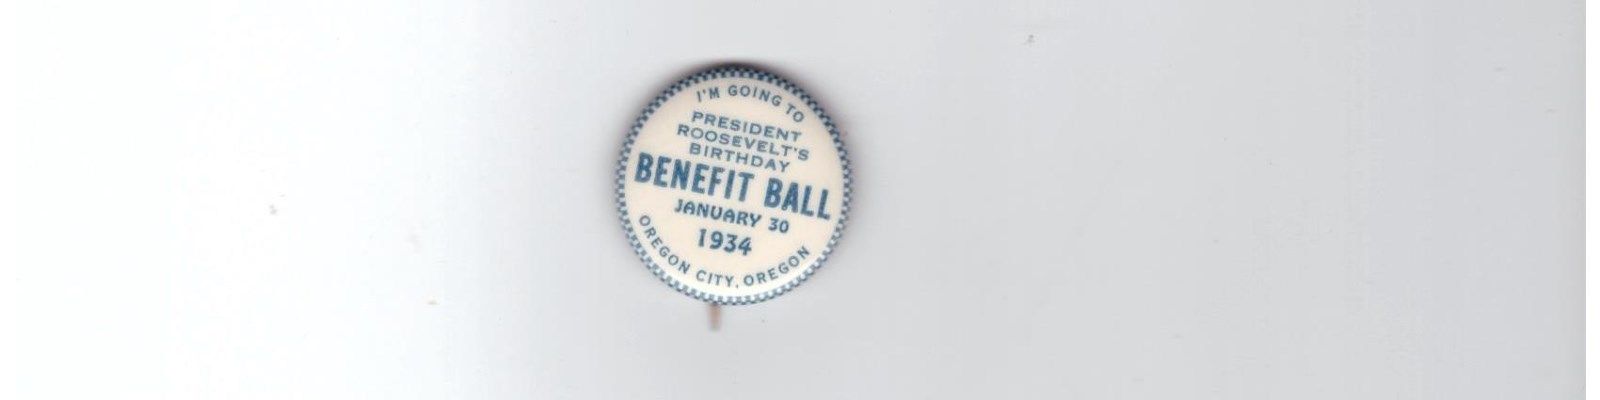 I'M GOING TO
PRESIDENT
ROOSEVELT'S
BIRTHDAY
BENEFIT BALL
JANUARY 30
1934
OREGON CITY, OREGON